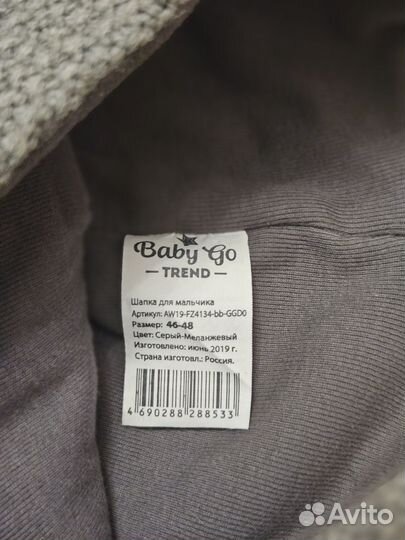 Baby Go
— TREND —
Шапка для мальчика
Артикул: AW19-FZ4134-bb-GGD0
Размер: 46-48
Цвет: Серый-Меланжевый
Изготовлено: июнь 2019 г.
Страна изготовл.: Россия.
4 690288 288533
Avito